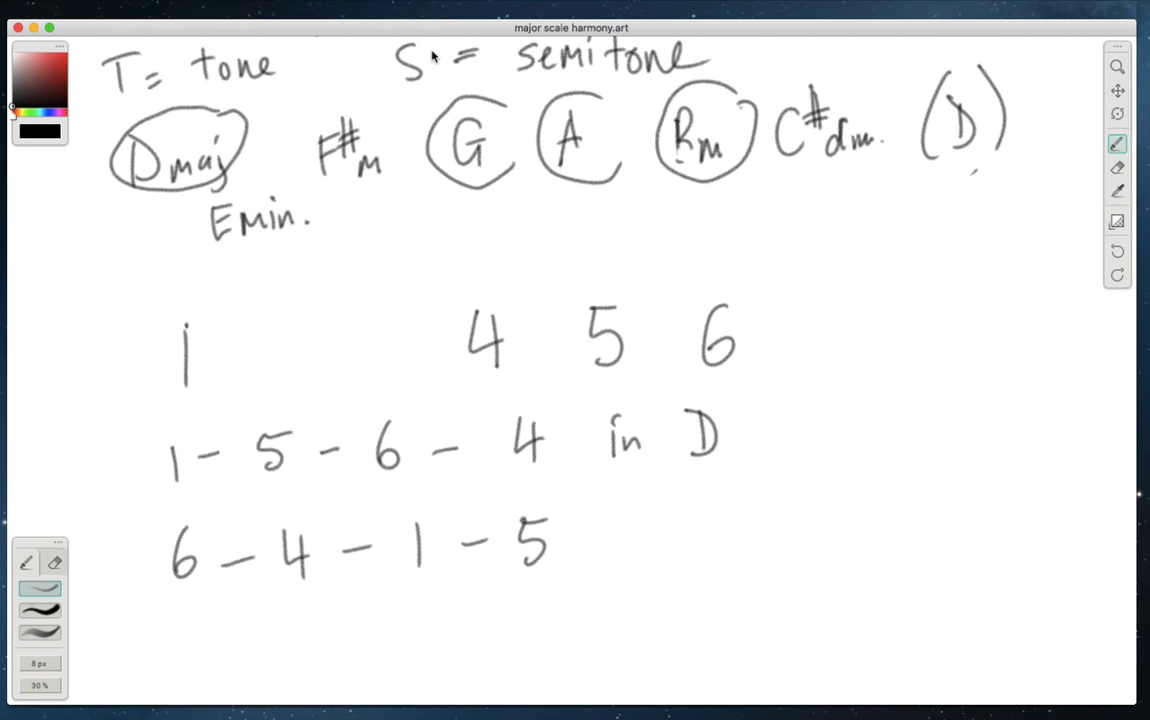 major scale harmony.art
T = tone S = semitone
Dmaj F#m G A Bm C#dm. (D)
Emin.
1 4 5 6
1 - 5 - 6 - 4 in D
6 - 4 - 1 - 5
8 px
30 %